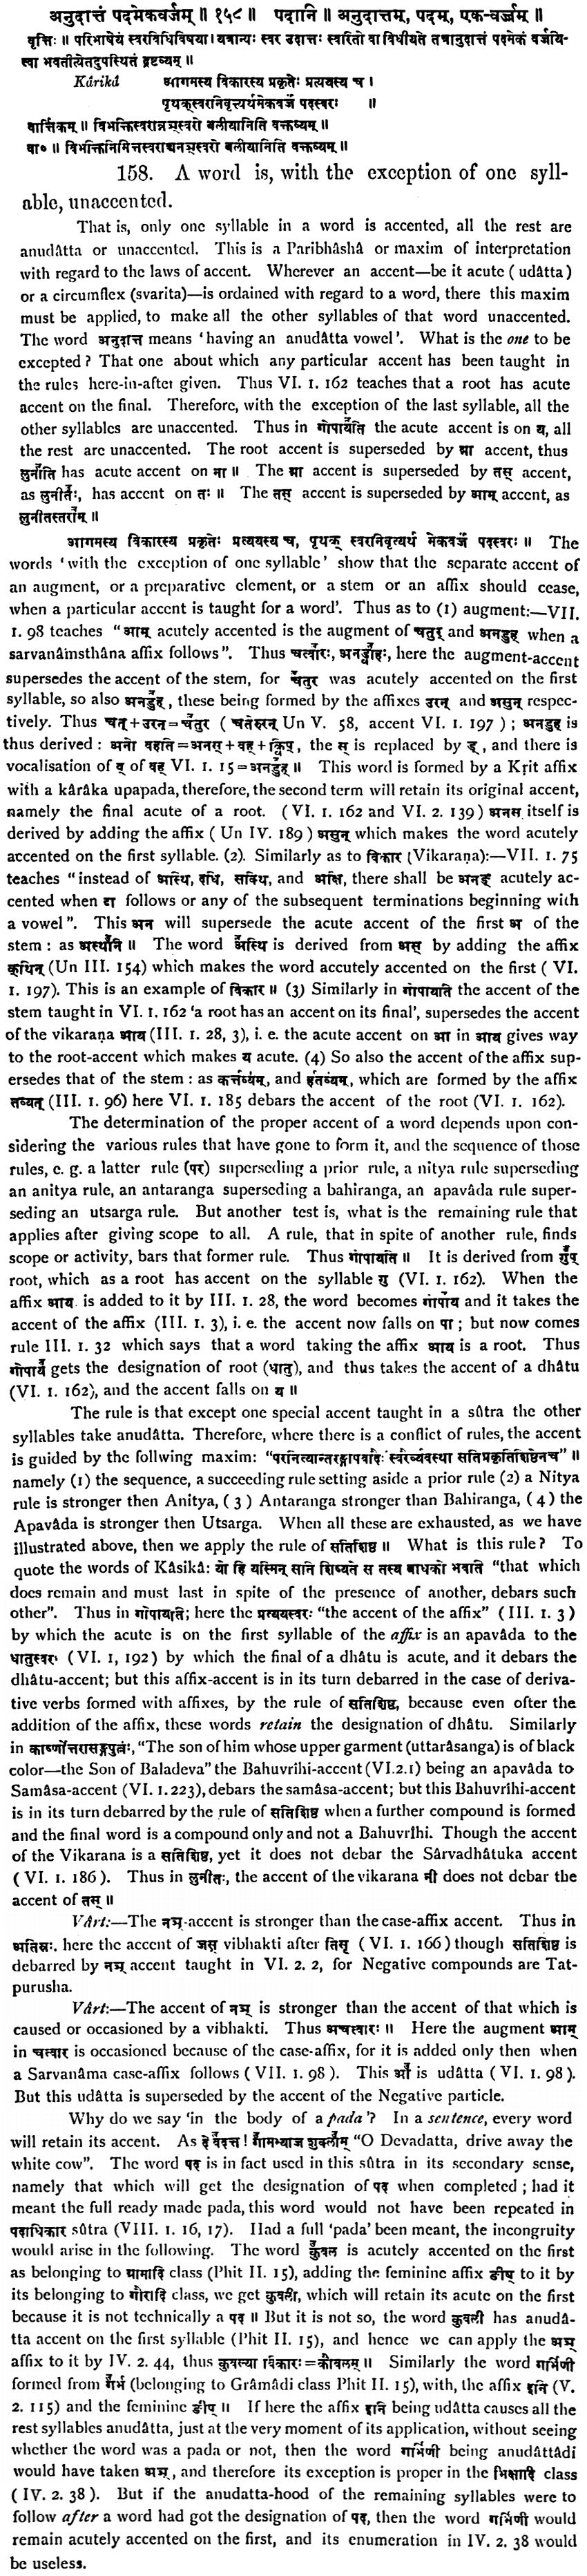 अनुदात्तं पदमेकवर्जम् ॥ १५८ ॥ पदानि ॥ अनुदात्तम्, पदम्, एक-वर्ज्जम् ॥
वृत्तिः ॥ परिभाषेयं स्वरविधिविषया । यत्रान्यः स्वर उदात्तः स्वरितो वा विधीयते तत्रानुदात्तं पदमेकं वर्जयि-
त्वा भवतीत्येतदुपस्थितं द्रष्टव्यम् ॥
Kârikâ आगमस्य विकारस्य प्रकृतेः प्रत्ययस्य च ।
पृथक्स्वरनिवृत्त्यर्थमेकवर्जं पदस्वरः ॥
वार्त्तिकम् ॥ विभक्तिस्वरान्नञ्स्वरो बलीयानिति वक्तव्यम् ॥
वा० ॥ विभक्तिनिमित्तस्वराच्चनञ्स्वरो बलीयानिति वक्तव्यम् ॥
158. A word is, with the exception of one syll-
able, unaccented.
That is, only one syllable in a word is accented, all the rest are
anudâtta or unaccented. This is a Paribhâshâ or maxim of interpretation
with regard to the laws of accent. Wherever an accent—be it acute ( udâtta)
or a circumflex (svarita)—is ordained with regard to a word, there this maxim
must be applied, to make all the other syllables of that word unaccented.
The word अनुदात्त means 'having an anudâtta vowel'. What is the one to be
excepted ? That one about which any particular accent has been taught in
the rules here-in-after given. Thus VI. 1. 162 teaches that a root has acute
accent on the final. Therefore, with the exception of the last syllable, all the
other syllables are unaccented. Thus in गोपायति the acute accent is on य, all
the rest are unaccented. The root accent is superseded by श्ना accent, thus
लुनाति has acute accent on ना ॥ The श्ना accent is superseded by तस् accent,
as लुनीतः, has accent on तः ॥ The तस् accent is superseded by आम् accent, as
लुनीतस्तराम् ॥
आगमस्य विकारस्य प्रकृतेः प्रत्ययस्य च, पृथक् स्वरनिवृत्यर्थ मेकवर्जं पदस्वरः ॥ The
words 'with the exception of one syllable' show that the separate accent of
an augment, or a preparative element, or a stem or an affix should cease,
when a particular accent is taught for a word'. Thus as to (1) augment:—VII.
1. 98 teaches "आम् acutely accented is the augment of चतुर् and अनडुह् when a
sarvanâmsthâna affix follows". Thus चत्वारः, अनड्वाहः, here the augment-accent
supersedes the accent of the stem, for चतुर was acutely accented on the first
syllable, so also अनडुह्, these being formed by the affixes उरन् and असुन् respec-
tively. Thus चत् + उरन् = चतुर ( चतेरुरन् Un V. 58, accent VI. 1. 197 ) ; अनडुह is
thus derived : अनो वहति = अनस् + वह् + क्विप्, the स् is replaced by ड्, and there is
vocalisation of व् of वह् VI. 1. 15 = अनडुह् ॥ This word is formed by a Kṛit affix
with a kâraka upapada, therefore, the second term will retain its original accent,
namely the final acute of a root. ( VI. 1. 162 and VI. 2. 139 ) अनस itself is
derived by adding the affix ( Un IV. 189 ) असुन् which makes the word acutely
accented on the first syllable. (2). Similarly as to विकार (Vikaraṇa):—VII. 1. 75
teaches "instead of अस्थि, दधि, सक्थि, and अक्षि, there shall be अनङ् acutely ac-
cented when टा follows or any of the subsequent terminations beginning with
a vowel". This अन will supersede the acute accent of the first अ of the
stem : as अस्थनि ॥ The word अस्थि is derived from अस् by adding the affix
क्थिन् (Un III. 154) which makes the word accutely accented on the first ( VI.
1. 197). This is an example of विकार ॥ (3) Similarly in गोपायति the accent of the
stem taught in VI. 1. 162 'a root has an accent on its final', supersedes the accent
of the vikaraṇa आय (III. 1. 28, 3), i. e. the acute accent on आ in आय gives way
to the root-accent which makes य acute. (4) So also the accent of the affix sup-
ersedes that of the stem : as कर्त्तव्यम्, and हर्तव्यम्, which are formed by the affix
तव्यत् (III. 1. 96) here VI. 1. 185 debars the accent of the root (VI. 1. 162).
The determination of the proper accent of a word depends upon con-
sidering the various rules that have gone to form it, and the sequence of those
rules, e. g. a latter rule (पर) superseding a prior rule, a nitya rule superseding
an anitya rule, an antaranga superseding a bahiranga, an apavâda rule super-
seding an utsarga rule. But another test is, what is the remaining rule that
applies after giving scope to all. A rule, that in spite of another rule, finds
scope or activity, bars that former rule. Thus गोपायति ॥ It is derived from गुप्
root, which as a root has accent on the syllable गु (VI. 1. 162). When the
affix आय is added to it by III. 1. 28, the word becomes गोपाय and it takes the
accent of the affix (III. 1. 3), i. e. the accent now falls on पा ; but now comes
rule III. 1. 32 which says that a word taking the affix आय is a root. Thus
गोपाय gets the designation of root (धातु), and thus takes the accent of a dhâtu
(VI. 1. 162), and the accent falls on य ॥
The rule is that except one special accent taught in a sûtra the other
syllables take anudâtta. Therefore, where there is a conflict of rules, the accent
is guided by the follwing maxim: "परनित्यान्तरङ्गापवादैः स्वरैर्व्यवस्था सतिप्रकृतिशिष्टेनच" ॥
namely (1) the sequence, a succeeding rule setting aside a prior rule (2) a Nitya
rule is stronger then Anitya, ( 3 ) Antaranga stronger than Bahiranga, ( 4 ) the
Apavâda is stronger then Utsarga. When all these are exhausted, as we have
illustrated above, then we apply the rule of सतिशिष्ट ॥ What is this rule ? To
quote the words of Kâsikâ: यो हि यस्मिन् सति शिष्यते स तस्य बाधको भवति "that which
does remain and must last in spite of the presence of another, debars such
other". Thus in गोपायति; here the प्रत्ययस्वरः "the accent of the affix" ( III. 1. 3 )
by which the acute is on the first syllable of the affix is an apavâda to the
धातुस्वरः ( VI. 1, 192 ) by which the final of a dhâtu is acute, and it debars the
dhâtu-accent; but this affix-accent is in its turn debarred in the case of deriva-
tive verbs formed with affixes, by the rule of सतिशिष्ट, because even ofter the
addition of the affix, these words retain the designation of dhâtu. Similarly
in कार्ष्णोत्तरासङ्गपुत्रः, "The son of him whose upper garment (uttarâsanga) is of black
color—the Son of Baladeva" the Bahuvrîhi-accent (VI.2.1) being an apavâda to
Samâsa-accent (VI. 1.223), debars the samâsa-accent; but this Bahuvrîhi-accent
is in its turn debarred by the rule of सतिशिष्ट when a further compound is formed
and the final word is a compound only and not a Bahuvrîhi. Though the accent
of the Vikarana is a सतिशिष्ट, yet it does not debar the Sârvadhâtuka accent
( VI. 1. 186 ). Thus in लुनीतः, the accent of the vikarana नी does not debar the
accent of तस् ॥
Vârt:—The नञ्-accent is stronger than the case-affix accent. Thus in
अतिस्रः, here the accent of जस् vibhakti after तिसृ ( VI. 1. 166 ) though सतिशिष्ट is
debarred by नञ् accent taught in VI. 2. 2, for Negative compounds are Tat-
purusha.
Vârt:—The accent of नञ् is stronger than the accent of that which is
caused or occasioned by a vibhakti. Thus अचत्वारः ॥ Here the augment आम्
in चत्वार is occasioned because of the case-affix, for it is added only then when
a Sarvanâma case-affix follows ( VII. 1. 98 ). This आ is udâtta ( VI. 1. 98 ).
But this udâtta is superseded by the accent of the Negative particle.
Why do we say 'in the body of a pada' ? In a sentence, every word
will retain its accent. As हे देवदत्त ! गामभ्याज शुक्लाम् "O Devadatta, drive away the
white cow". The word पद is in fact used in this sûtra in its secondary sense,
namely that which will get the designation of पद when completed ; had it
meant the full ready made pada, this word would not have been repeated in
पदाधिकार sûtra (VIII. 1. 16, 17). Had a full 'pada' been meant, the incongruity
would arise in the following. The word कुवल is acutely accented on the first
as belonging to ग्रामादि class (Phit II. 15), adding the feminine affix ङीष् to it by
its belonging to गौरादि class, we get कुवली, which will retain its acute on the first
because it is not technically a पद ॥ But it is not so, the word कुवली has anudâ-
tta accent on the first syllable (Phit II. 15), and hence we can apply the अञ्
affix to it by IV. 2. 44, thus कुवल्या विकारः = कौवलम् ॥ Similarly the word गर्भिणी
formed from गर्भ (belonging to Grâmâdi class Phit II. 15), with, the affix इनि (V.
2. 115) and the feminine ङीप् ॥ If here the affix इनि being udâtta causes all the
rest syllables anudâtta, just at the very moment of its application, without seeing
whether the word was a pada or not, then the word गर्भिणी being anudâttâdi
would have taken अञ्, and therefore its exception is proper in the भिक्षादि class
( IV. 2. 38 ). But if the anudatta-hood of the remaining syllables were to
follow after a word had got the designation of पद, then the word गर्भिणी would
remain acutely accented on the first, and its enumeration in IV. 2. 38 would
be useless.